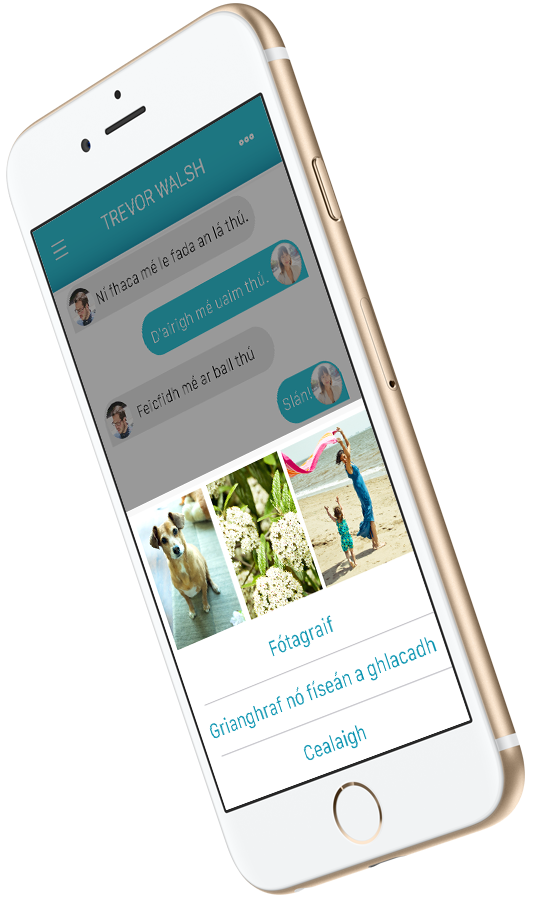 TREVOR WALSH
Ní fhaca mé le fada an lá thú.
D'airigh mé uaim thú.
Feicfidh mé ar ball thú
Slán!
Fótagraif
Grianghraf nó físeán a ghlacadh
Cealaigh